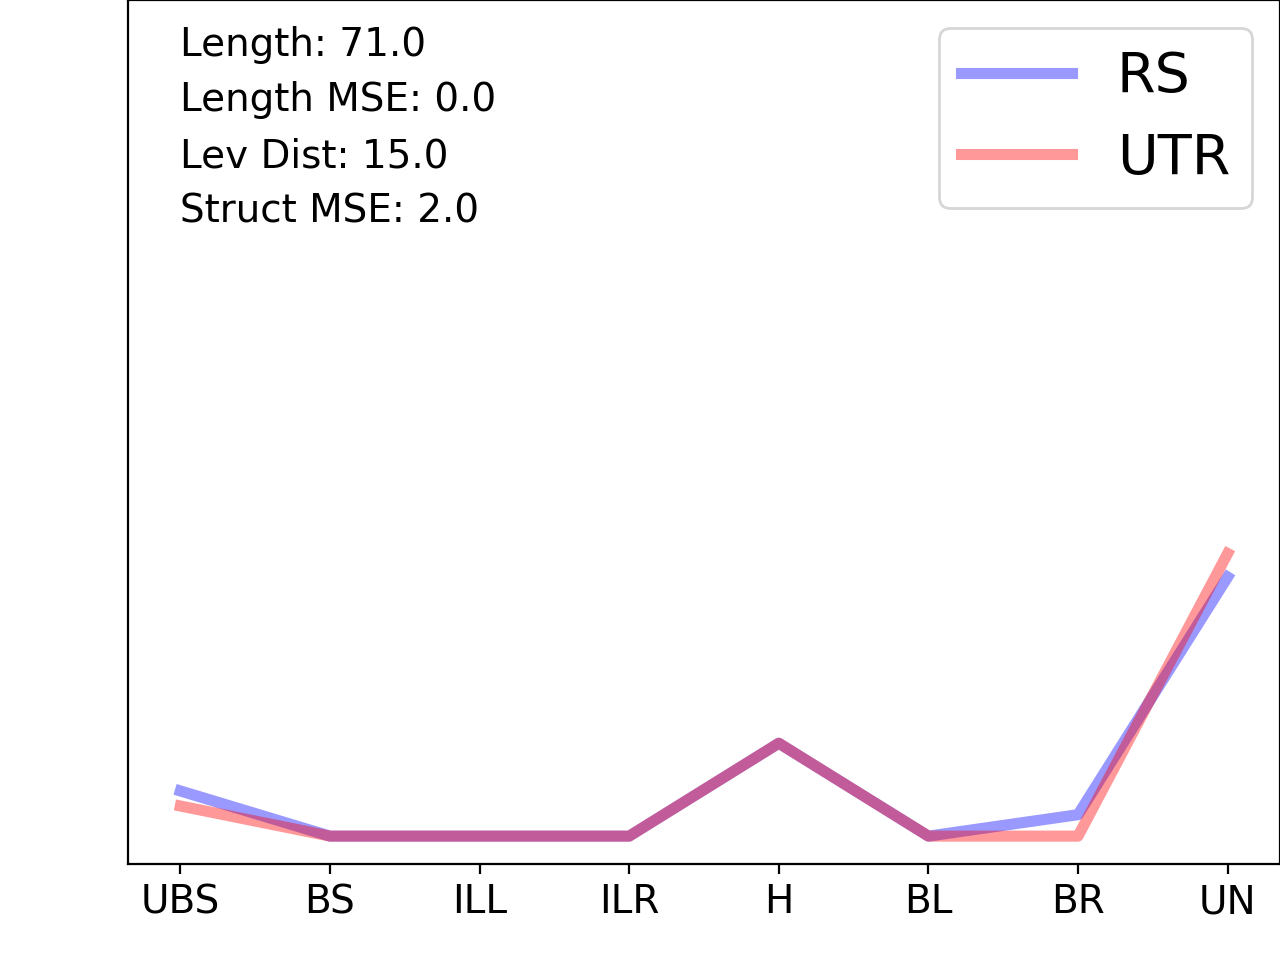 Length: 71.0
Length MSE: 0.0
Lev Dist: 15.0
Struct MSE: 2.0
RS
UTR
UBS BS ILL ILR H BL BR UN